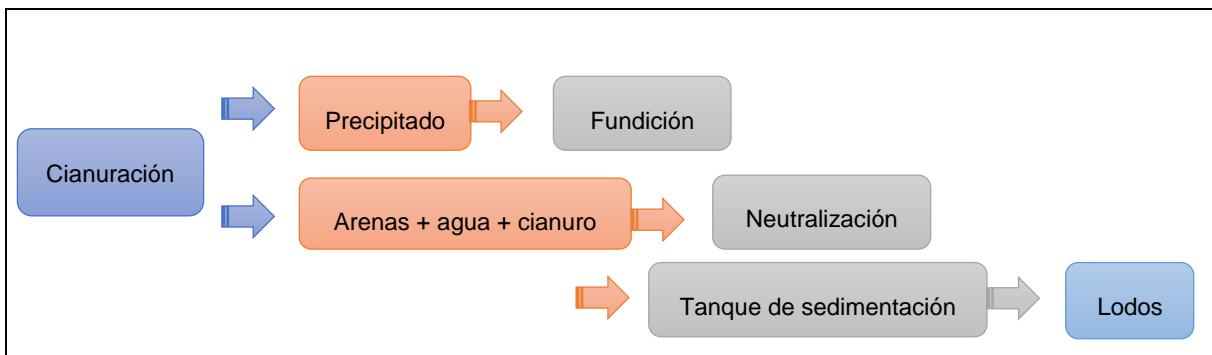 Cianuración
Precipitado
Fundición
Arenas + agua + cianuro
Neutralización
Tanque de sedimentación
Lodos